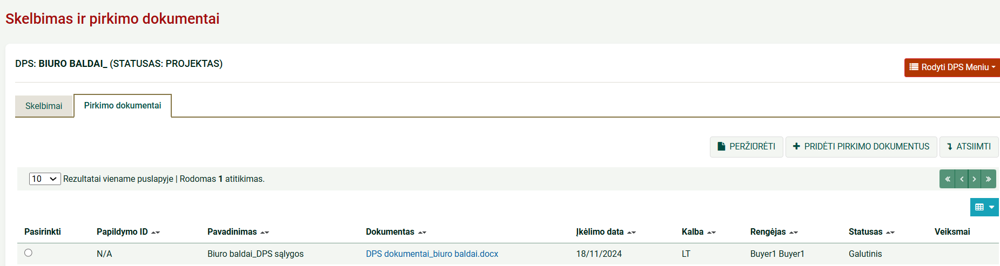 Skelbimas ir pirkimo dokumentai
DPS: BIURO BALDAI_ (STATUSAS: PROJEKTAS)
Rodyti DPS Meniu
Skelbimai
Pirkimo dokumentai
PERŽIŪRĖTI
PRIDĖTI PIRKIMO DOKUMENTUS
ATSIIMTI
10 Rezultatai viename puslapyje | Rodomas 1 atitikimas.
Pasirinkti Papildymo ID Pavadinimas Dokumentas Įkėlimo data Kalba Rengėjas Statusas Veiksmai
N/A Biuro baldai_DPS sąlygos DPS dokumentai_biuro baldai.docx 18/11/2024 LT Buyer1 Buyer1 Galutinis